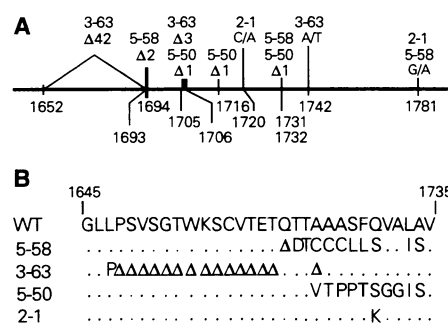 A
3-63 3-63 2-1 3-63
Δ42 5-58 Δ3 C/A 5-58 A/T 2-1
Δ2 5-50 5-50 5-50 5-58
Δ1 Δ1 Δ1 G/A
1652 1694 1716 1742 1781
1693 1705 1720 1731
1706 1732
B
1645 1735
WT GLLPSVSGTWKSCVTETQTTAAASFQVALAV
5-58 ..................ΔDTCCCLLS..IS.
3-63 ..PΔΔΔΔΔΔΔΔΔΔΔΔΔΔΔ...Δ..........
5-50 .....................VTPPTSGGIS.
2-1 ..........................K.....